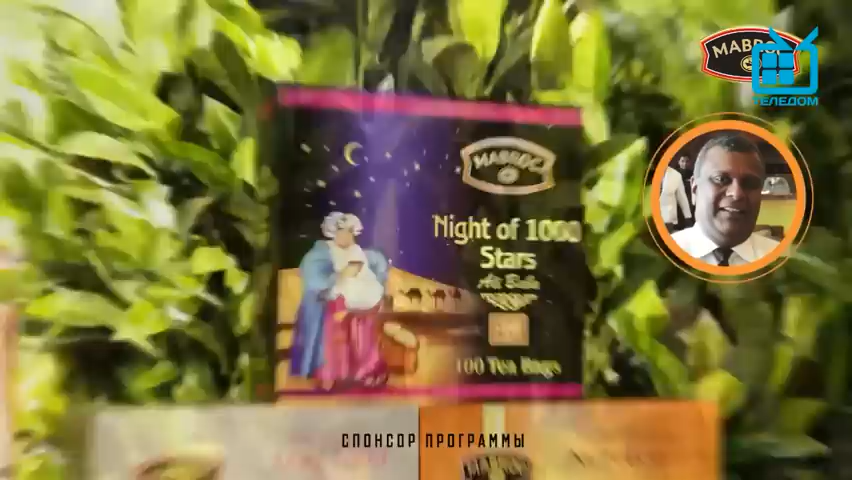 MABROC
ТЕЛЕДОМ
MABROC
Night of 1000
Stars
100 Tea Bags
СПОНСОР ПРОГРАММЫ